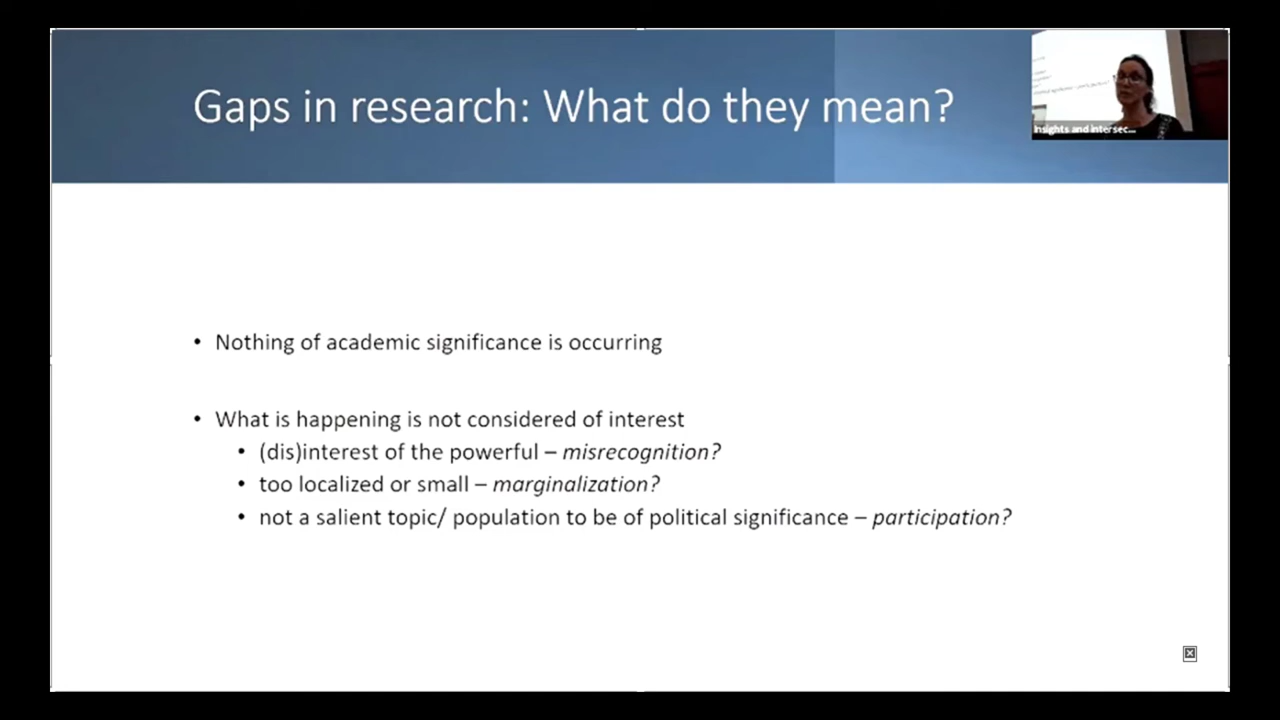 Gaps in research: What do they mean?
Insights and Intersec...
• Nothing of academic significance is occurring
• What is happening is not considered of interest
• (dis)interest of the powerful – misrecognition?
• too localized or small – marginalization?
• not a salient topic/ population to be of political significance – participation?